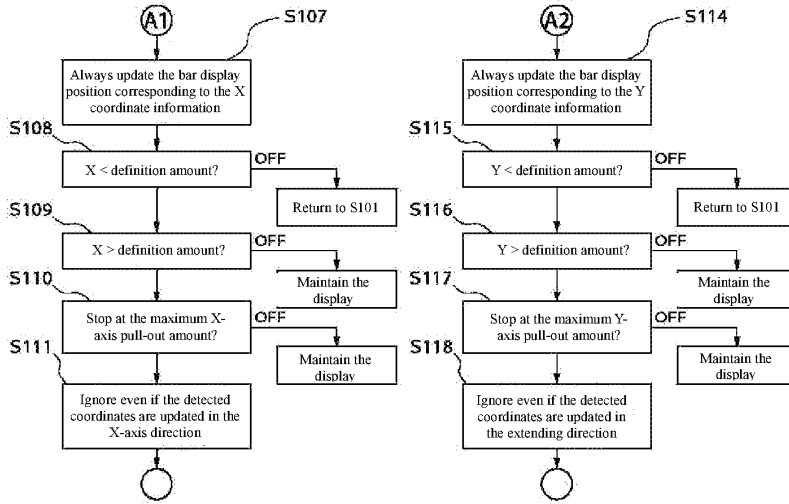 A1
S107
Always update the bar display
position corresponding to the X
coordinate information
S108
X < definition amount?
OFF
Return to S101
S109
X > definition amount?
OFF
Maintain the
display
S110
Stop at the maximum X-
axis pull-out amount?
OFF
Maintain the
display
S111
Ignore even if the detected
coordinates are updated in the
X-axis direction
A2
S114
Always update the bar display
position corresponding to the Y
coordinate information
S115
Y < definition amount?
OFF
Return to S101
S116
Y > definition amount?
OFF
Maintain the
display
S117
Stop at the maximum Y-
axis pull-out amount?
OFF
Maintain the
display
S118
Ignore even if the detected
coordinates are updated in
the extending direction